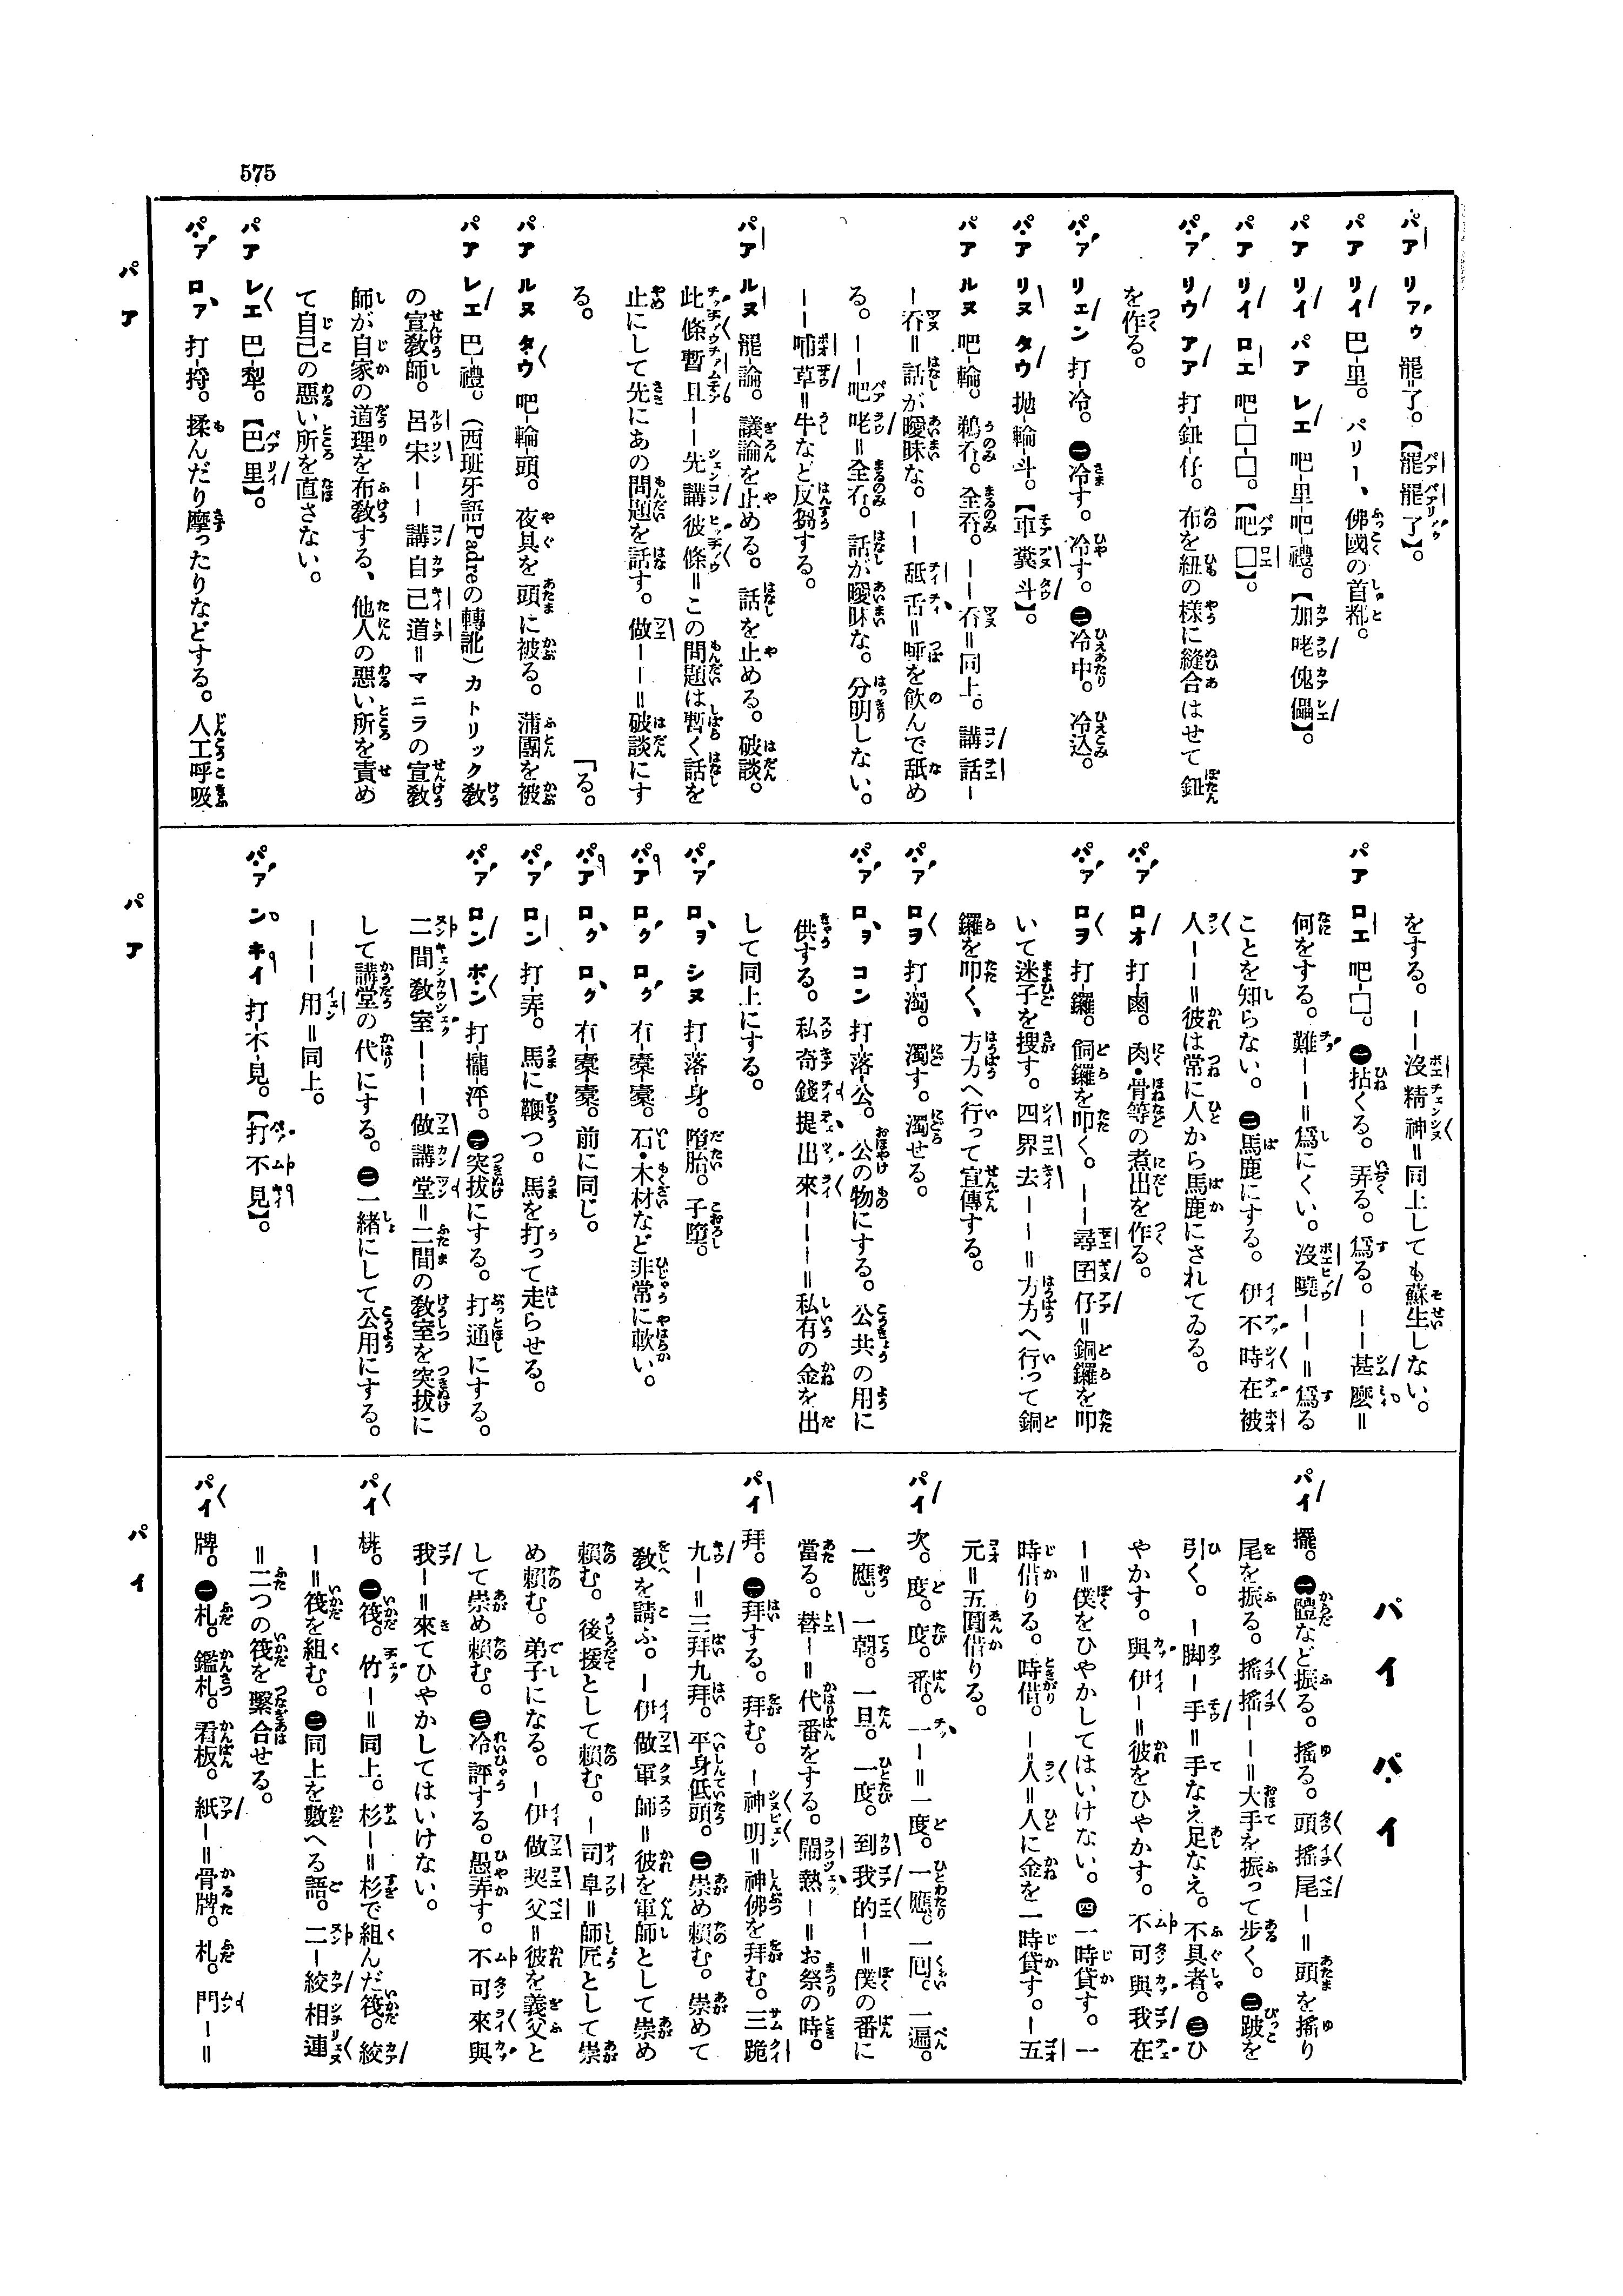 575
パア リアゥ 罷-了。【罷罷了】。
パア リイ 巴-里。パリー、佛國の首都。
パア リイ パア レエ 吧-里-吧-禮。【加咾傀儡】。
パア リイ ロエ 吧-□-□。【吧□】。
パア リウ アア 打-鈕-仔。布を紐の樣に縫合はせて鈕
を作る。
パア リェン 打-冷。㊀冷す。冷す。㊁冷中。冷込。
パア リヌ タウ 抛-輪-斗。【車糞斗】。
パア ルヌ 吧-輪。鵜呑。全呑。——呑=同上。講話—
—呑=話が曖昧な。——舐舌=唾を飮んで舐め
る。——吧咾=全呑。話が曖昧な。分明しない。
——哺草=牛など反芻する。
パア ルヌ 罷-論。議論を止める。話を止める。破談。
此條暫且——先講彼條=この問題は暫く話を
止にして先にあの問題を話す。做——=破談にす
る。
パア ルヌ タウ 吧-輪-頭。夜具を頭に被る。蒲團を被
「る。
パア レエ 巴-禮。(西班牙語Padreの轉訛)カトリック敎
の宣敎師。呂宋——講自己道=マニラの宣敎
師が自家の道理を布敎する、他人の惡い所を責め
て自己の惡い所を直さない。
パア レエ 巴-犁。【巴里】。
パア ロァ 打-捋。揉んだり摩ったりなどする。人工呼吸
をする。——沒精神=同上しても蘇生しない。
パア ロエ 吧-□。㊀拈くる。弄る。爲る。——甚麼=
何をする。難——=爲にくい。沒曉——=爲る
ことを知らない。㊁馬鹿にする。伊不時在被
人——=彼は常に人から馬鹿にされてゐる。
パア ロオ 打-鹵。肉・骨等の煮出を作る。
パア ロヲ 打-鑼。銅鑼を叩く。——尋囝仔=銅鑼を叩
いて迷子を搜す。四界去——=方方へ行って銅
鑼を叩く、方方へ行って宣傳する。
パア ロヲ 打-濁。濁す。濁せる。
パア ロヲ コン 打-落-公。公の物にする。公共の用に
供する。私奇錢提出來———=私有の金を出
して同上にする。
パア ロヲ シヌ 打-落-身。墮胎。子墮。
パア ロク ロク 冇-橐-橐。石・木材など非常に軟い。
パア ロク ロク 冇-橐-橐。前に同じ。
パア ロン 打-弄。馬に鞭つ。馬を打って走らせる。
パア ロン ポン 打-攏-泙。㊀突拔にする。打通にする。
二間敎室———做講堂=二間の敎室を突拔に
して講堂の代にする。㊁一緒にして公用にする。
———用=同上。
パア ン キイ 打-不-見。【打不見】。
パイ パイ
パイ 擺。㊀體など振る。搖る。頭搖尾—=頭を搖り
尾を振る。搖搖——=大手を振って步く。㊁跛を
引く。—脚—手=手なえ足なえ。不具者。㊂ひ
やかす。與伊—=彼をひやかす。不可與我在
—=僕をひやかしてはいけない。㊃一時貸す。一
時借りる。時借。—人=人に金を一時貸す。—五
元=五圓借りる。
パイ 次。度。度。番。一—=一度。一應。一囘。一遍。
一應。一朝。一旦。一度。到我的—=僕の番に
當る。替—=代番をする。鬧熱—=お祭の時。
パイ 拜。㊀拜する。拜む。—神明=神佛を拜む。三跪
九—=三拜九拜。平身低頭。㊁崇め賴む。崇めて
敎を請ふ。—伊做軍師=彼を軍師として崇め
賴む。後援として賴む。—司阜=師匠として崇
め賴む。弟子になる。—伊做契父=彼を義父と
して崇め賴む。㊂冷評する。愚弄す。不可來與
我—=來てひやかしてはいけない。
パイ 桃。㊀筏。竹—=同上。杉—=杉で組んだ筏。絞
—=筏を組む。㊁同上を數へる語。二—絞相連
=二つの筏を繫合せる。
パイ 牌。㊀札。鑑札。看板。紙—=骨牌。札。門—=
パ ア
パ ア
パ イ